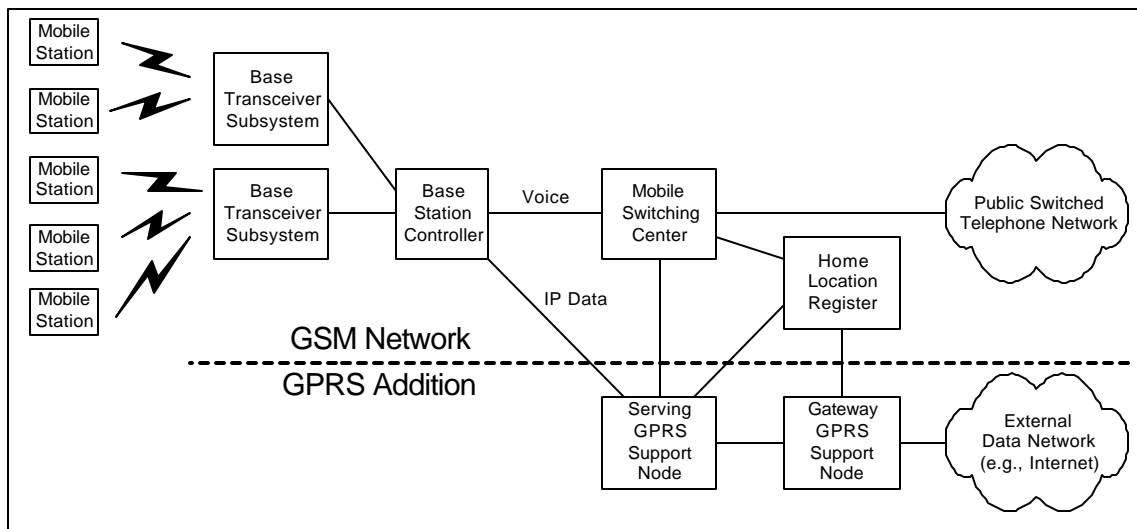 Mobile
Station
Mobile
Station
Mobile
Station
Mobile
Station
Mobile
Station
Base
Transceiver
Subsystem
Base
Transceiver
Subsystem
Base
Station
Controller
Voice
IP Data
Mobile
Switching
Center
Home
Location
Register
Public Switched
Telephone Network
GSM Network
GPRS Addition
Serving
GPRS
Support
Node
Gateway
GPRS
Support
Node
External
Data Network
(e.g., Internet)